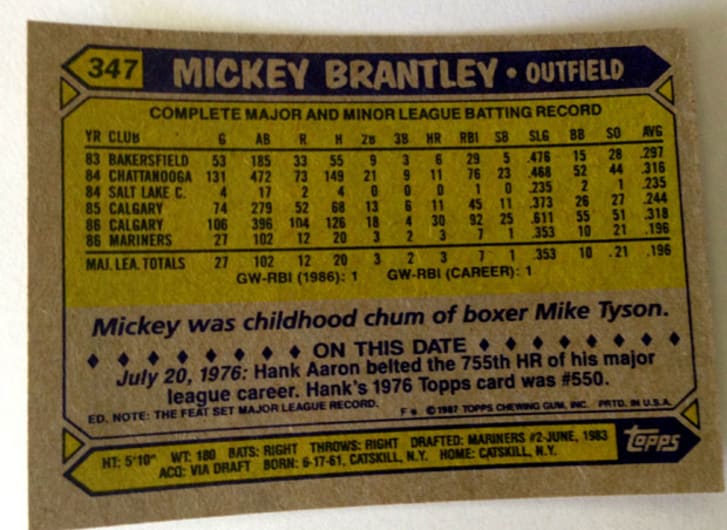 347 MICKEY BRANTLEY • OUTFIELD
COMPLETE MAJOR AND MINOR LEAGUE BATTING RECORD
YR CLUB G AB R H 2B 3B HR RBI SB SLG BB SO AVG
83 BAKERSFIELD 53 185 33 55 9 3 6 29 5 .476 15 28 .297
84 CHATTANOOGA 131 472 73 149 21 9 11 76 23 .468 52 44 .316
84 SALT LAKE C. 4 17 2 4 0 0 0 1 0 .235 2 1 .235
85 CALGARY 74 279 52 68 13 6 11 45 11 .373 26 27 .244
86 CALGARY 106 396 104 126 18 4 30 92 25 .611 55 51 .318
86 MARINERS 27 102 12 20 3 2 3 7 1 .353 10 21 .196
MAJ. LEA. TOTALS 27 102 12 20 3 2 3 7 1 .353 10 .21 .196
GW-RBI (1986): 1 GW-RBI (CAREER): 1
Mickey was childhood chum of boxer Mike Tyson.
♦ ♦ ♦ ♦ ♦ ♦ ♦ ♦ ON THIS DATE ♦ ♦ ♦ ♦ ♦ ♦ ♦ ♦
July 20, 1976: Hank Aaron belted the 755th HR of his major
league career. Hank's 1976 Topps card was #550.
ED. NOTE: THE FEAT SET MAJOR LEAGUE RECORD. F * © 1987 TOPPS CHEWING GUM, INC. PRTD. IN U.S.A.
HT: 5'10" WT: 180 BATS: RIGHT THROWS: RIGHT DRAFTED: MARINERS #2-JUNE, 1983
ACQ: VIA DRAFT BORN: 6-17-61, CATSKILL, N.Y. HOME: CATSKILL, N.Y.
topps